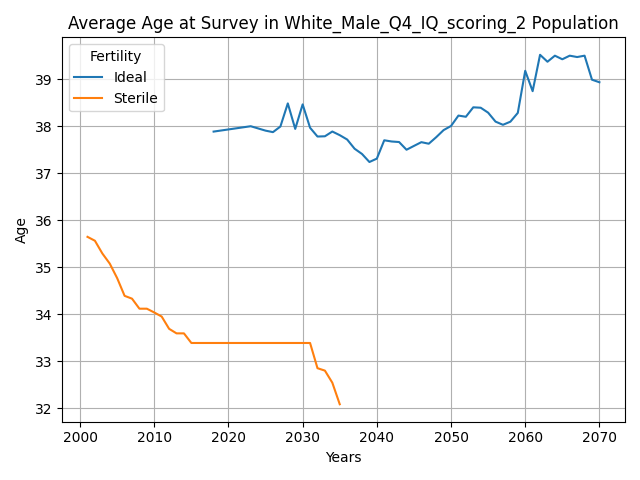 Average Age at Survey in White_Male_Q4_IQ_scoring_2 Population
Fertility
Ideal
Sterile
Age
39
38
37
36
35
34
33
32
2000 2010 2020 2030 2040 2050 2060 2070
Years